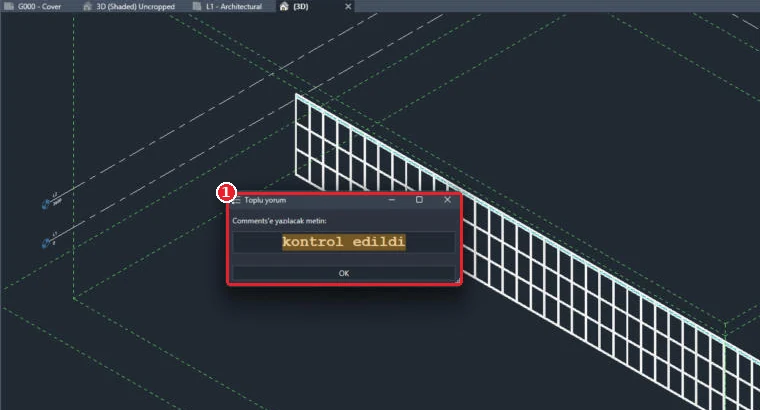 G000 - Cover
3D (Shaded) Uncropped
L1 - Architectural
{3D}
1
Toplu yorum
Comments'e yazılacak metin:
kontrol edildi
OK